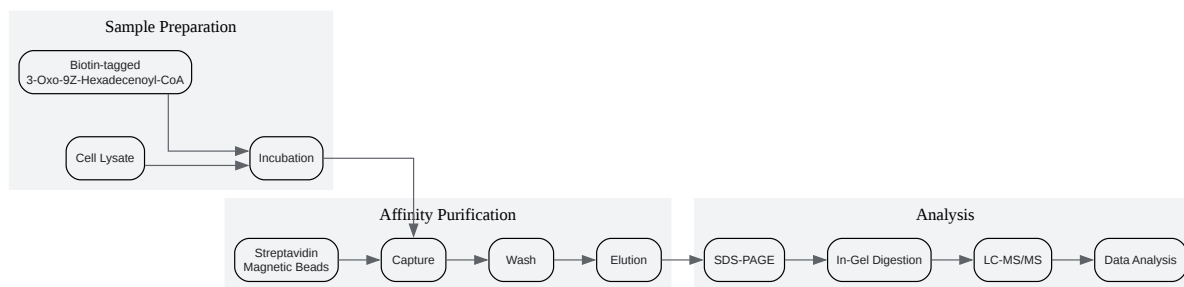 Sample Preparation
Biotin-tagged
3-Oxo-9Z-Hexadecenoyl-CoA
Cell Lysate
Incubation
Affinity Purification
Streptavidin
Magnetic Beads
Capture
Wash
Elution
Analysis
SDS-PAGE
In-Gel Digestion
LC-MS/MS
Data Analysis